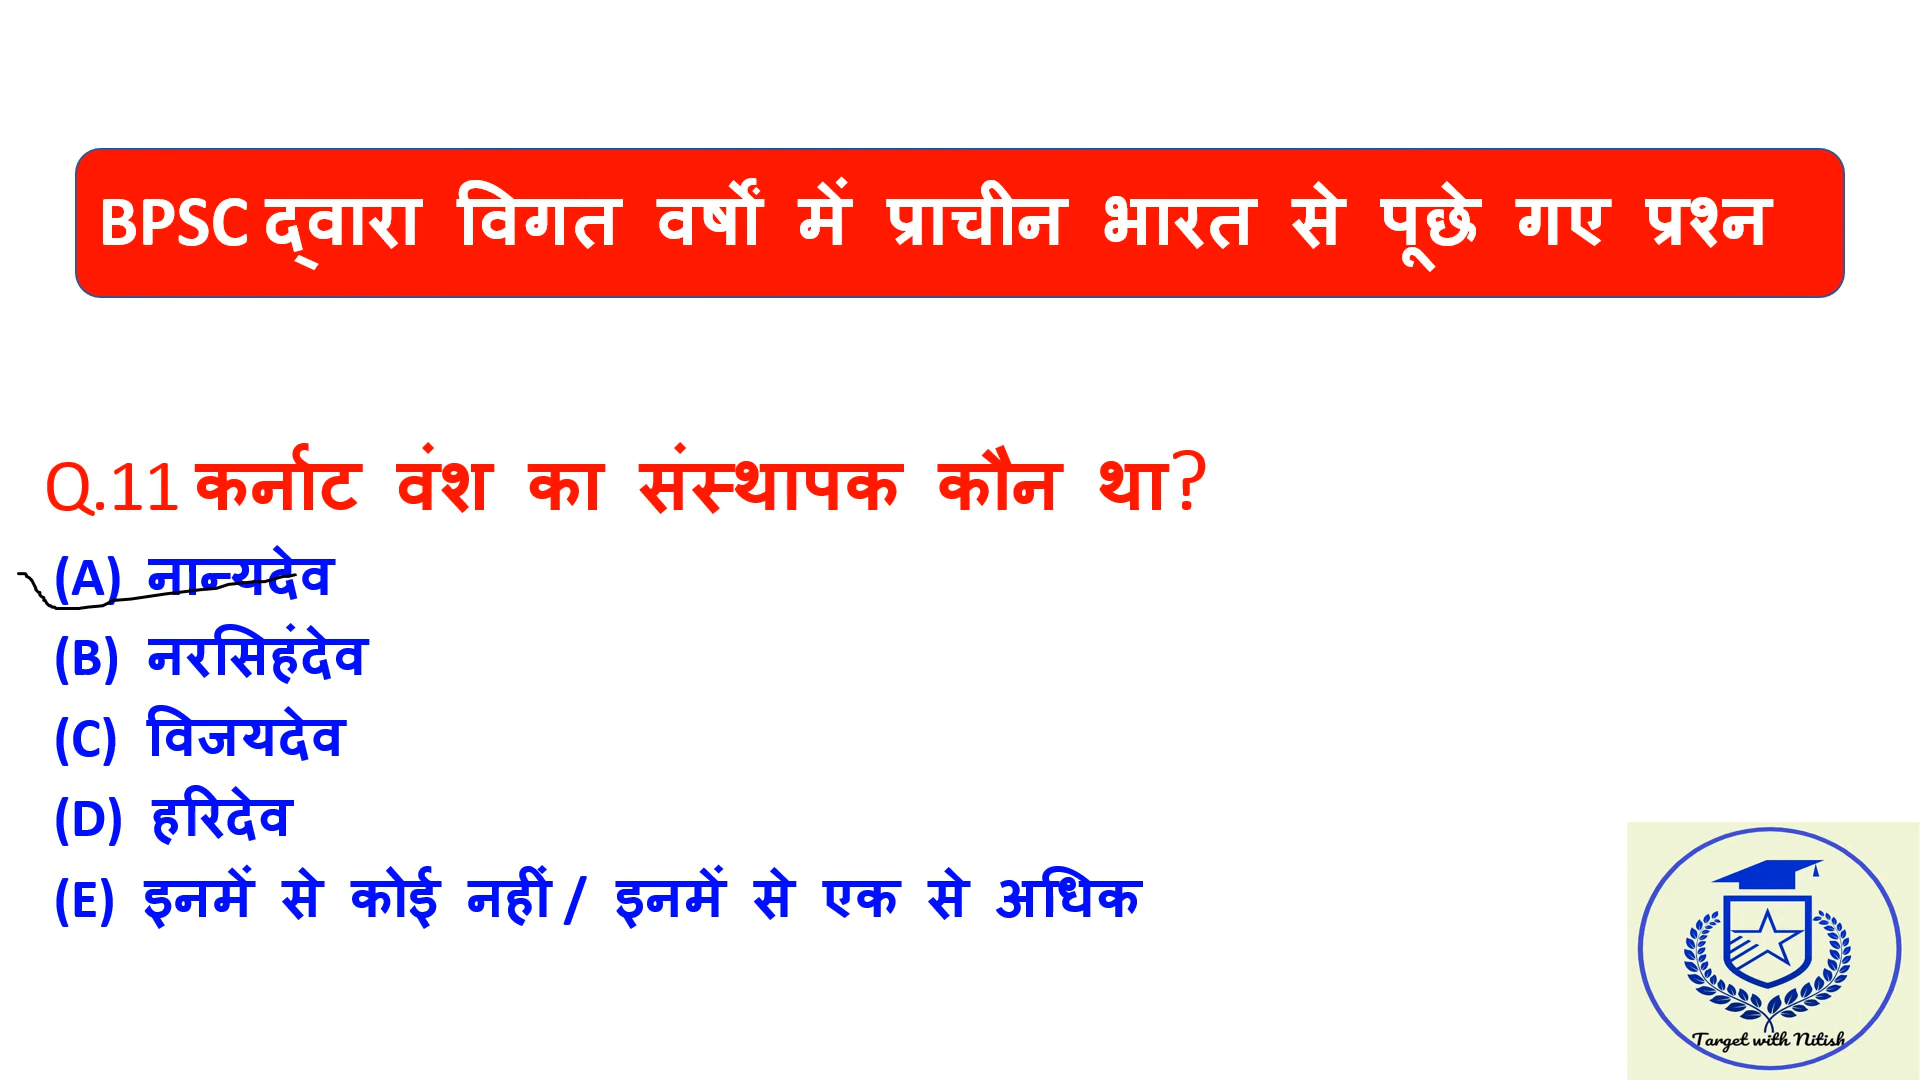 BPSC द्वारा विगत वर्षों में प्राचीन भारत से पूछे गए प्रश्न
Q.11 कर्नाट वंश का संस्थापक कौन था?
(A) नान्यदेव
(B) नरसिहंदेव
(C) विजयदेव
(D) हरिदेव
(E) इनमें से कोई नहीं / इनमें से एक से अधिक
Target with Nitish